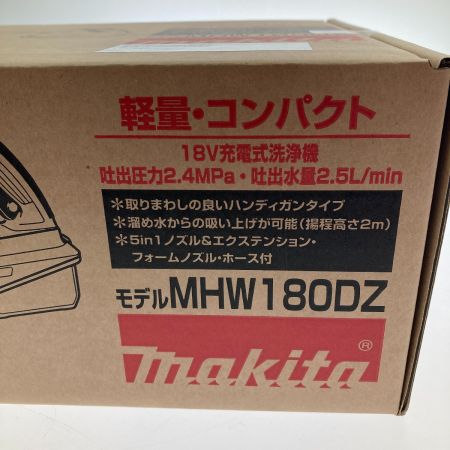 軽量・コンパクト
18V充電式洗浄機
吐出圧力2.4MPa・吐出水量2.5L/min
＊取りまわしの良いハンディガンタイプ
＊溜め水からの吸い上げが可能（揚程高さ2m）
＊5in1ノズル&エクステンション・
フォームノズル・ホース付
モデルMHW180DZ
makita®